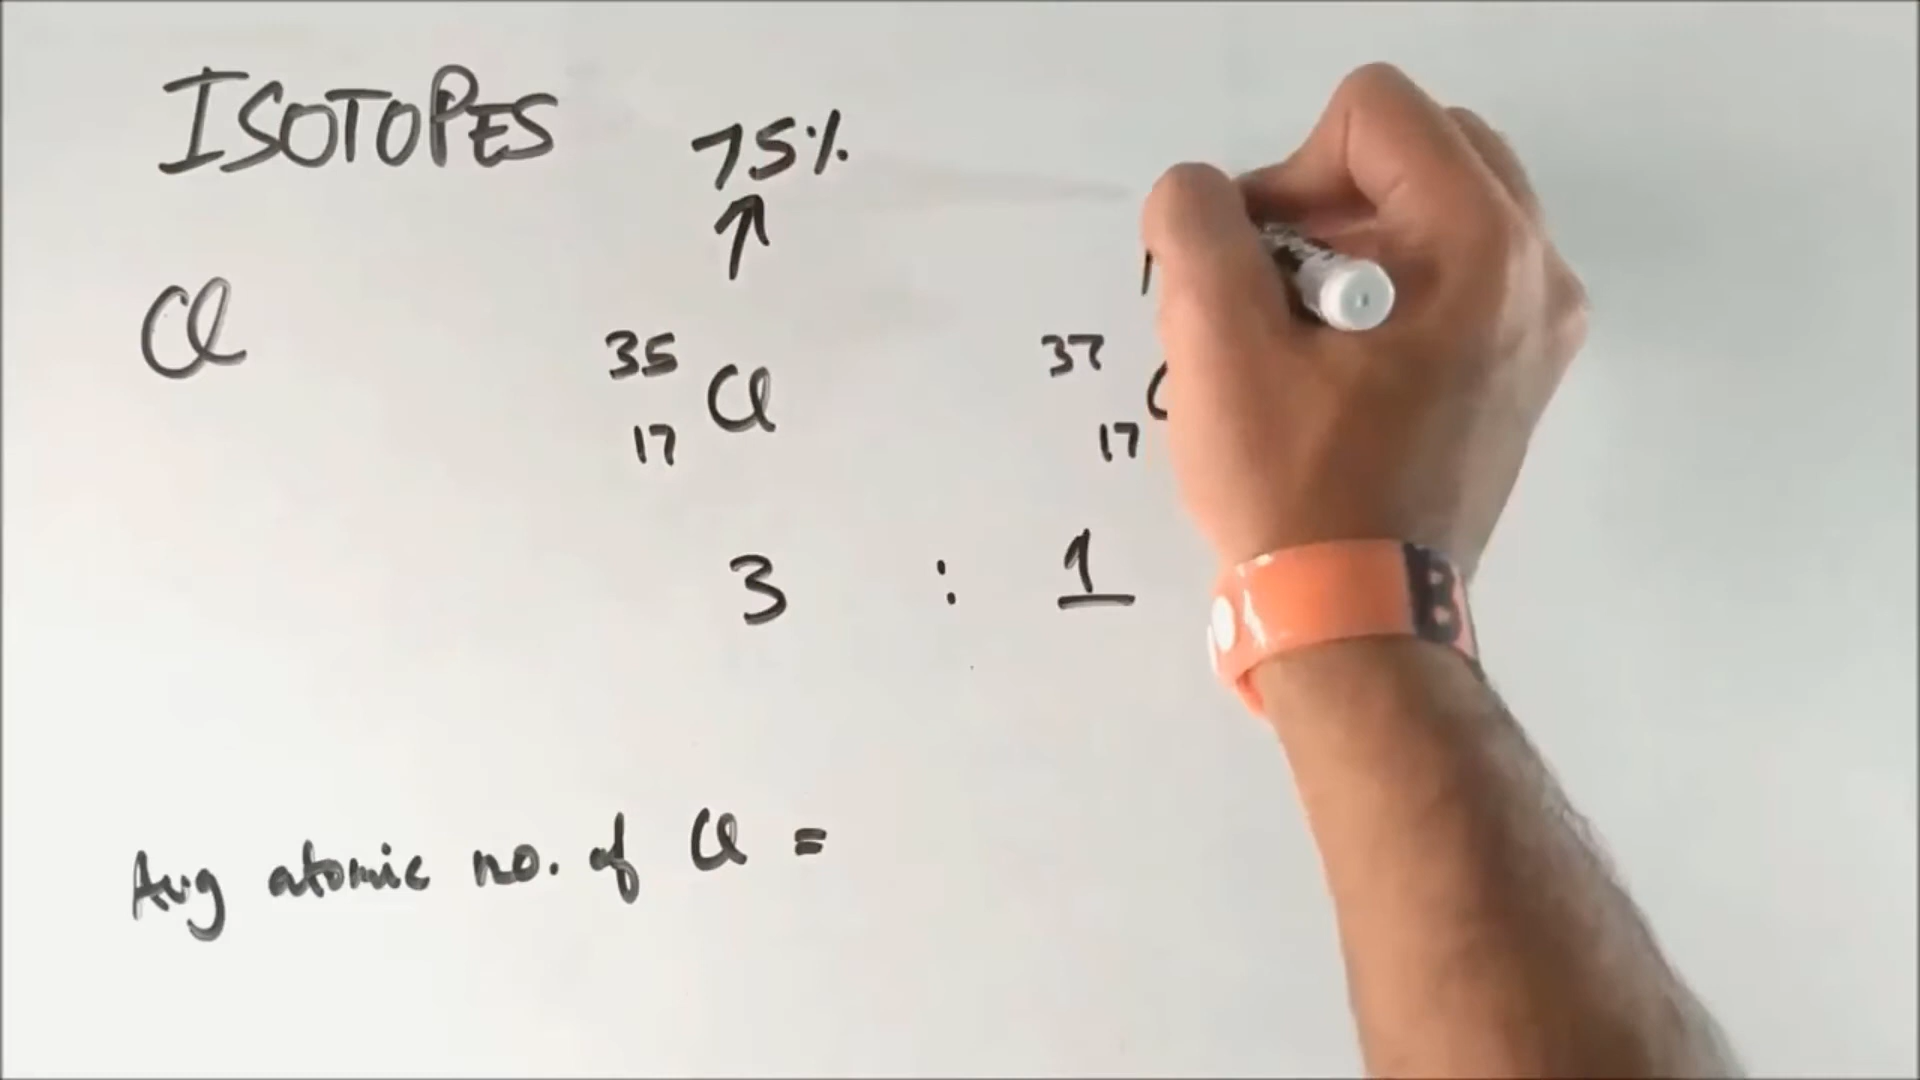 ISOTOPES
75%
↑
Cl
35
17 Cl
37
17
3 : 1
Avg atomic no. of Cl =
B